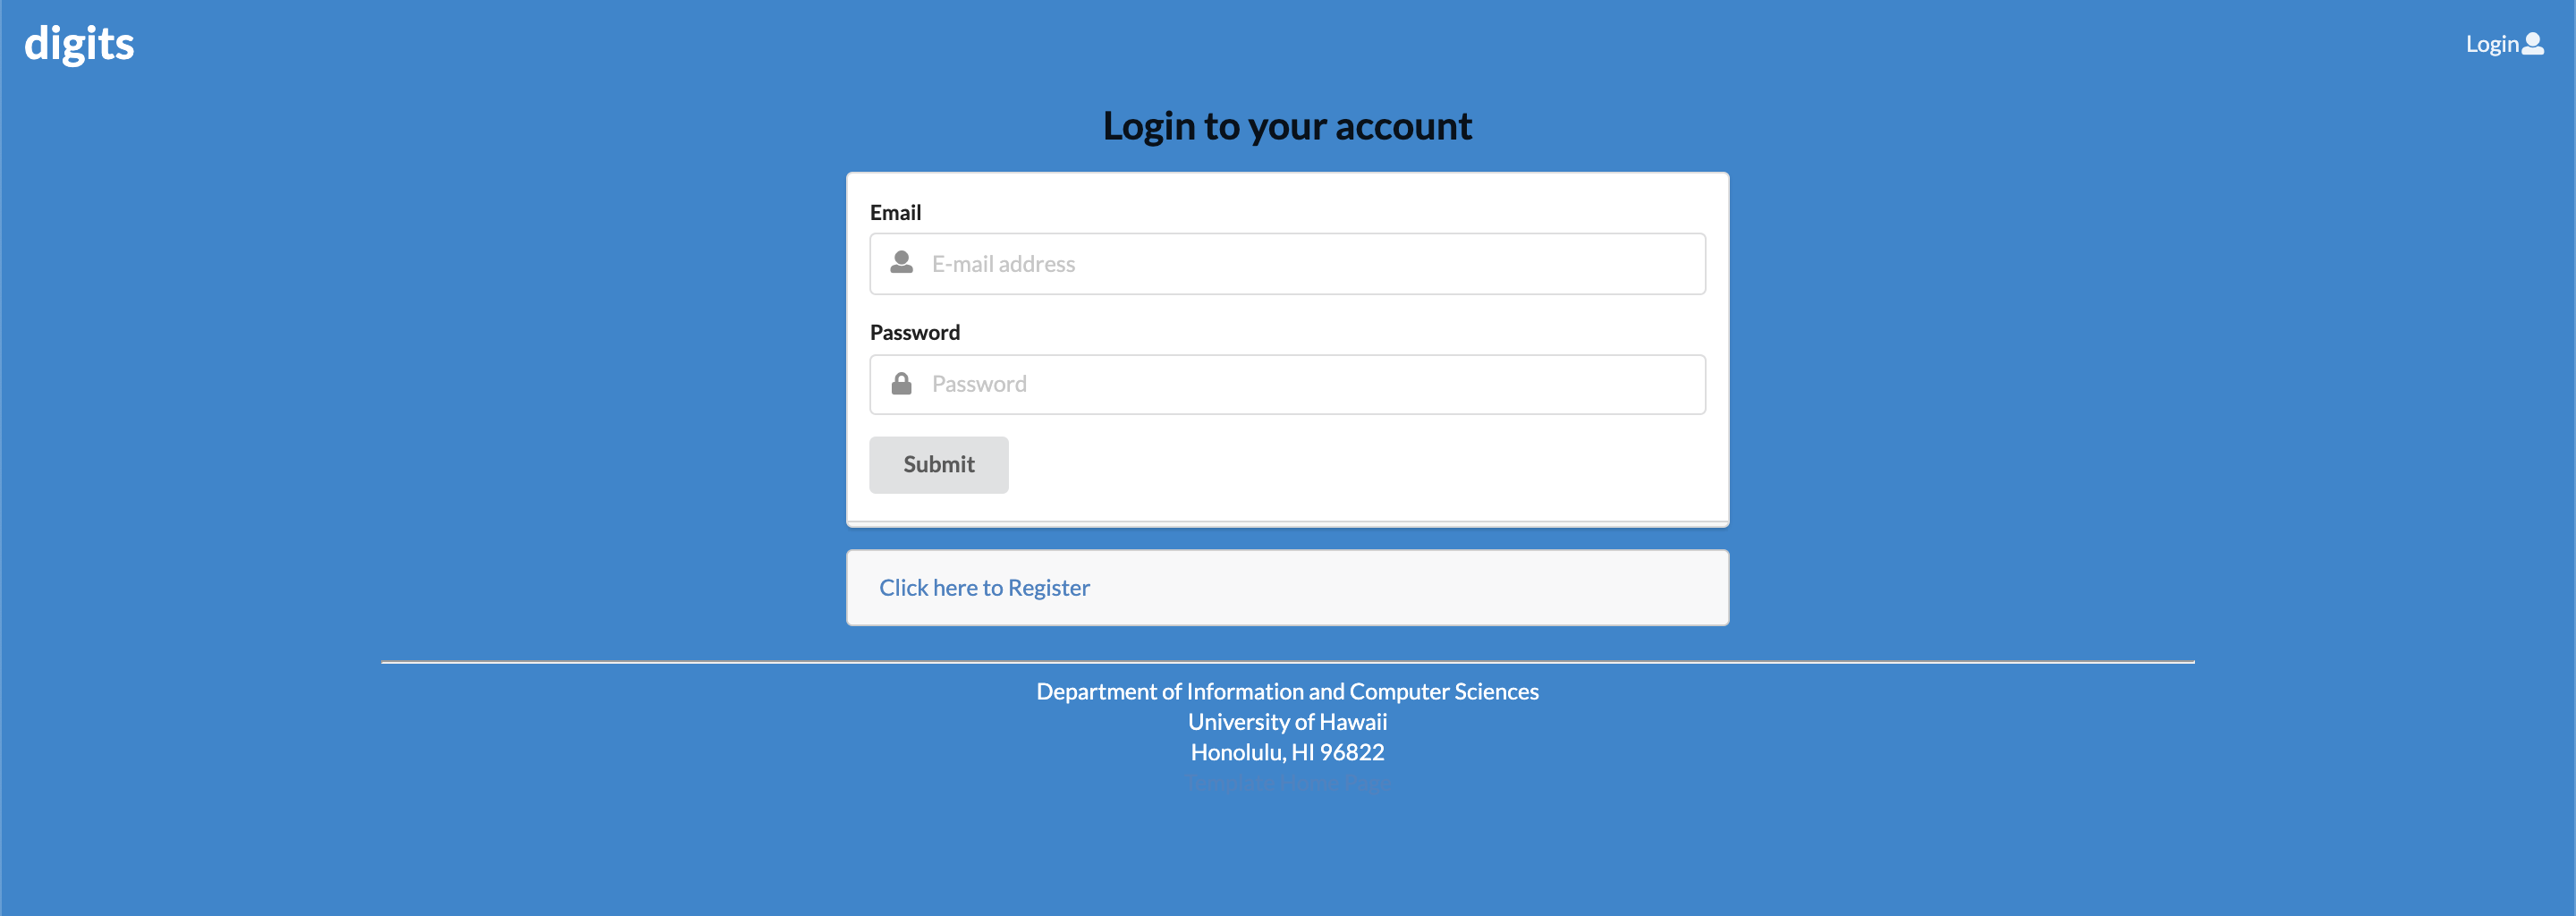 digits
Login
Login to your account
Email
E-mail address
Password
Password
Submit
Click here to Register
Department of Information and Computer Sciences
University of Hawaii
Honolulu, HI 96822
Template Home Page